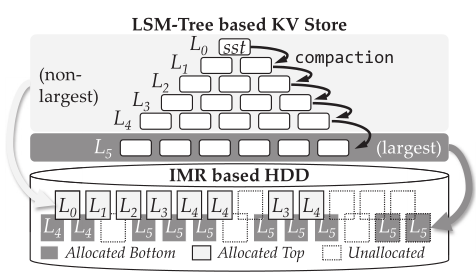 LSM-Tree based KV Store
L0 sst
compaction
L1
(non-
largest)
L2
L3
L4
L5 (largest)
IMR based HDD
L0 L1 L2 L3 L4 L4 L3 L4
L4 L4 L5 L5 L5 L5 L5 L5 L5 L5
Allocated Bottom Allocated Top Unallocated